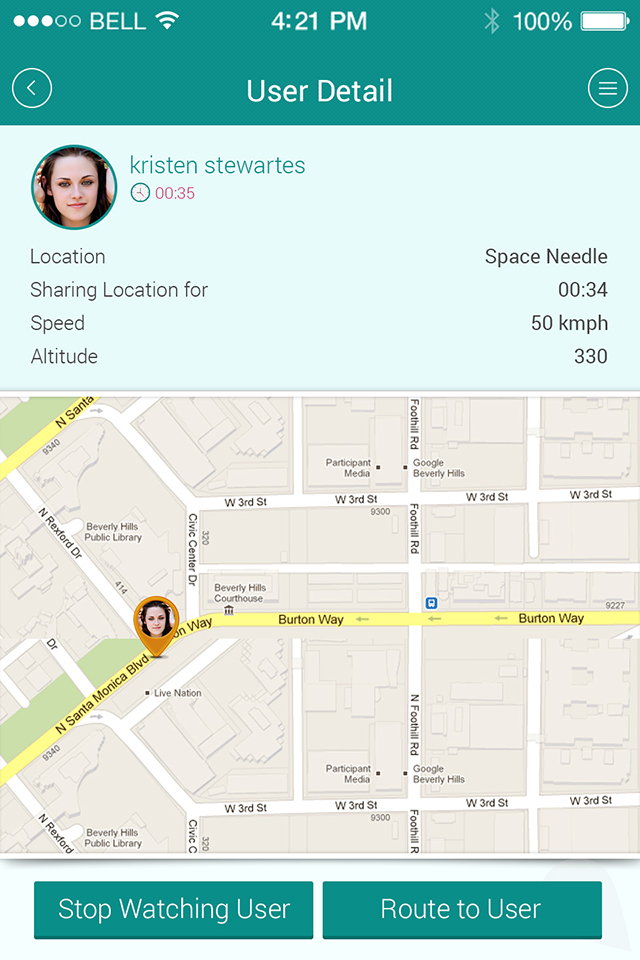 BELL 4:21 PM 100%
User Detail
kristen stewartes
00:35
Location Space Needle
Sharing Location for 00:34
Speed 50 kmph
Altitude 330
N Santa
9340
Foothill Rd
Participant
Media
Google
Beverly Hills
W 3rd St
W 3rd St
W 3rd St
W 3rd St
9300
N Rexford Dr
Beverly Hills
Public Library
Civic Center Dr
320
Foothill Rd
414
Beverly Hills
Courthouse
9227
on Way
Burton Way
Burton Way
Dr
N Santa Monica Blvd
Live Nation
N Foothill Rd
9340
Participant
Media
Google
Beverly Hills
W 3rd St
W 3rd St
W 3rd St
W 3rd St
9300
N Rexford
Beverly Hills
Public Library
Civic C
320
Foothill R
Stop Watching User
Route to User